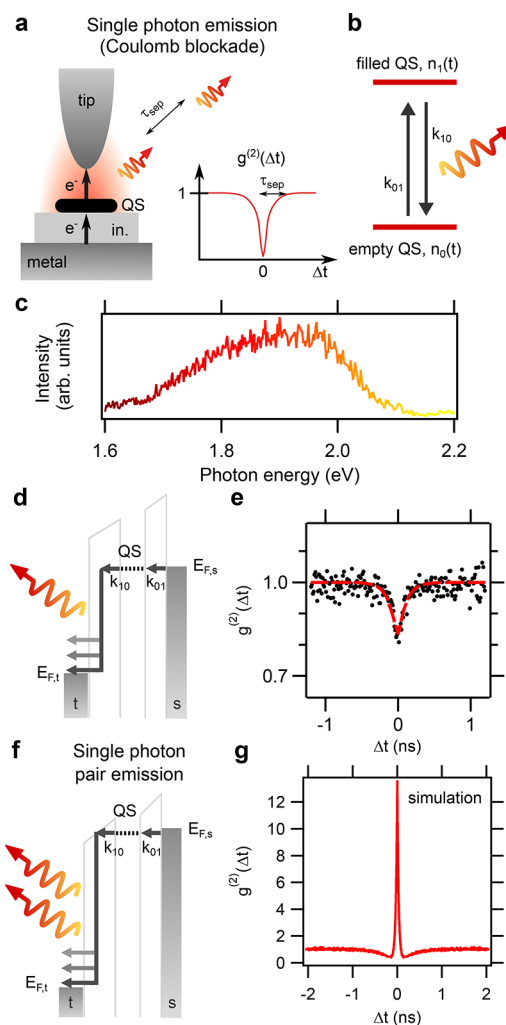 a
Single photon emission
(Coulomb blockade)
tip
τsep
e-
QS
e-
in.
metal
g(2)(Δt)
1
τsep
0
Δt
b
filled QS, n1(t)
k01
k10
empty QS, n0(t)
c
Intensity
(arb. units)
1.6
1.8
2.0
2.2
Photon energy (eV)
d
QS
k10
k01
EF,s
EF,t
t
s
e
g(2)(Δt)
1.0
0.7
-1
0
1
Δt (ns)
f
Single photon
pair emission
QS
k10
k01
EF,s
EF,t
t
s
g
simulation
g(2)(Δt)
12
10
8
6
4
2
0
-2
-1
0
1
2
Δt (ns)